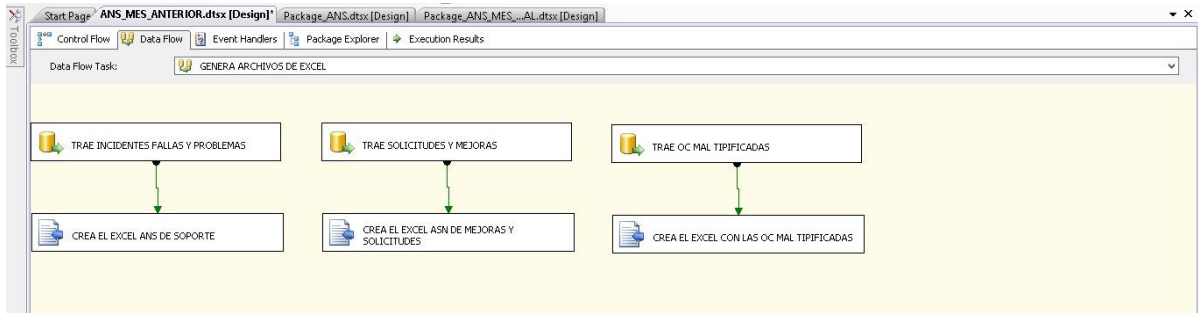 Start Page ANS_MES_ANTERIOR.dtsx [Design]* Package_ANS.dtsx [Design] Package_ANS_MES_...AL.dtsx [Design]
Toolbox
Control Flow Data Flow Event Handlers Package Explorer Execution Results
Data Flow Task: GENERA ARCHIVOS DE EXCEL
TRAE INCIDENTES FALLAS Y PROBLEMAS
TRAE SOLICITUDES Y MEJORAS
TRAE OC MAL TIPIFICADAS
CREA EL EXCEL ANS DE SOPORTE
CREA EL EXCEL ASN DE MEJORAS Y
SOLICITUDES
CREA EL EXCEL CON LAS OC MAL TIPIFICADAS